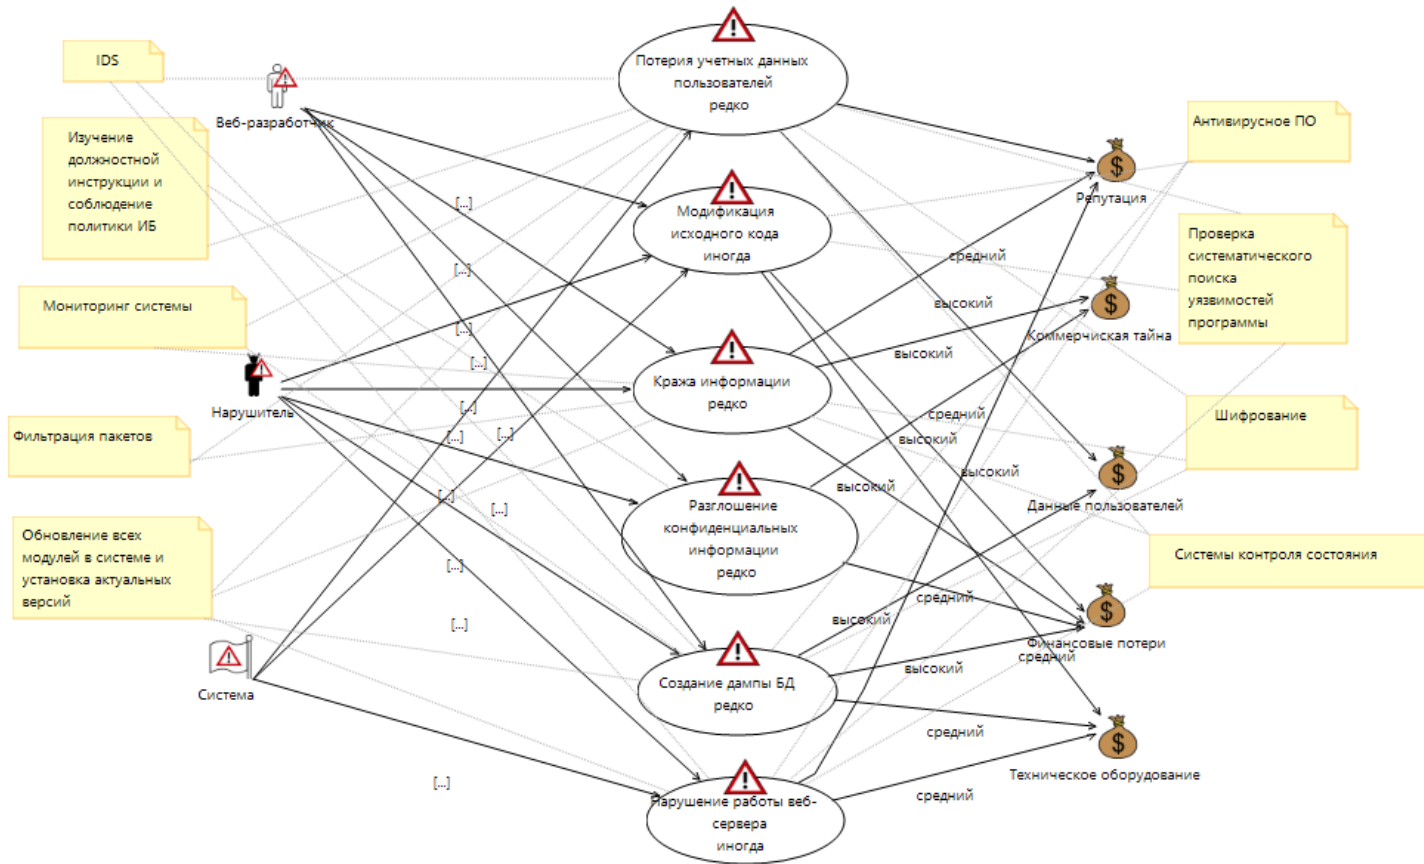 IDS
Веб-разработчик
Изучение
должностной
инструкции и
соблюдение
политики ИБ
Мониторинг системы
Нарушитель
Фильтрация пакетов
Обновление всех
модулей в системе и
установка актуальных
версий
Система
[...]
[...]
[...]
[...]
[...]
[...]
[...]
[...]
[...]
[...]
[...]
[...]
Потерия учетных данных
пользователей
редко
Модификация
исходного кода
иногда
Кража информации
редко
Разглошение
конфиденциальных
информации
редко
Создание дампы БД
редко
Нарушение работы веб-
сервера
иногда
средний
высокий
высокий
средний
высокий
высокий
высокий
средний
высокий
средний
высокий
средний
средний
Репутация
Коммерчиская тайна
Данные пользователей
Финансовые потери
Техническое оборудование
Антивирусное ПО
Проверка
систематического
поиска
уязвимостей
программы
Шифрование
Системы контроля состояния